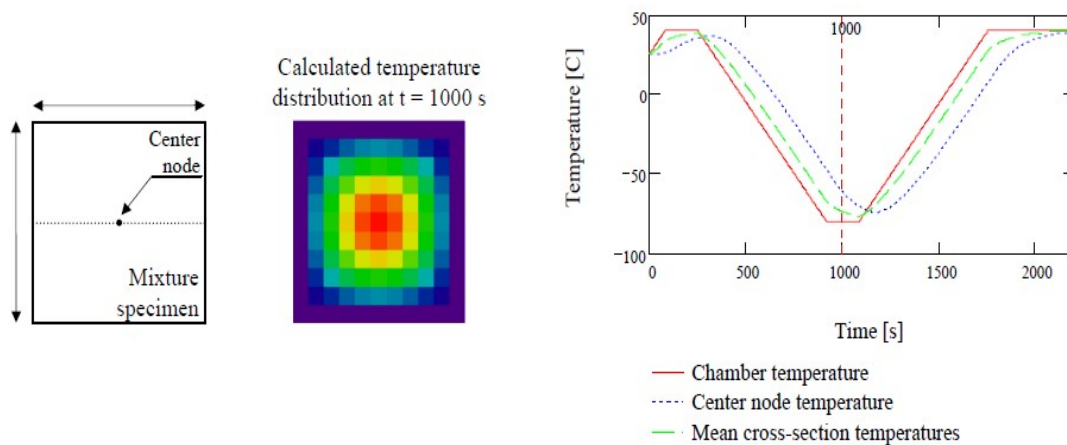 Center
node
Mixture
specimen
Calculated temperature
distribution at t = 1000 s
Temperature [C]
50
0
−50
−100
1000
0
500
1000
1500
2000
Time [s]
Chamber temperature
Center node temperature
Mean cross-section temperatures